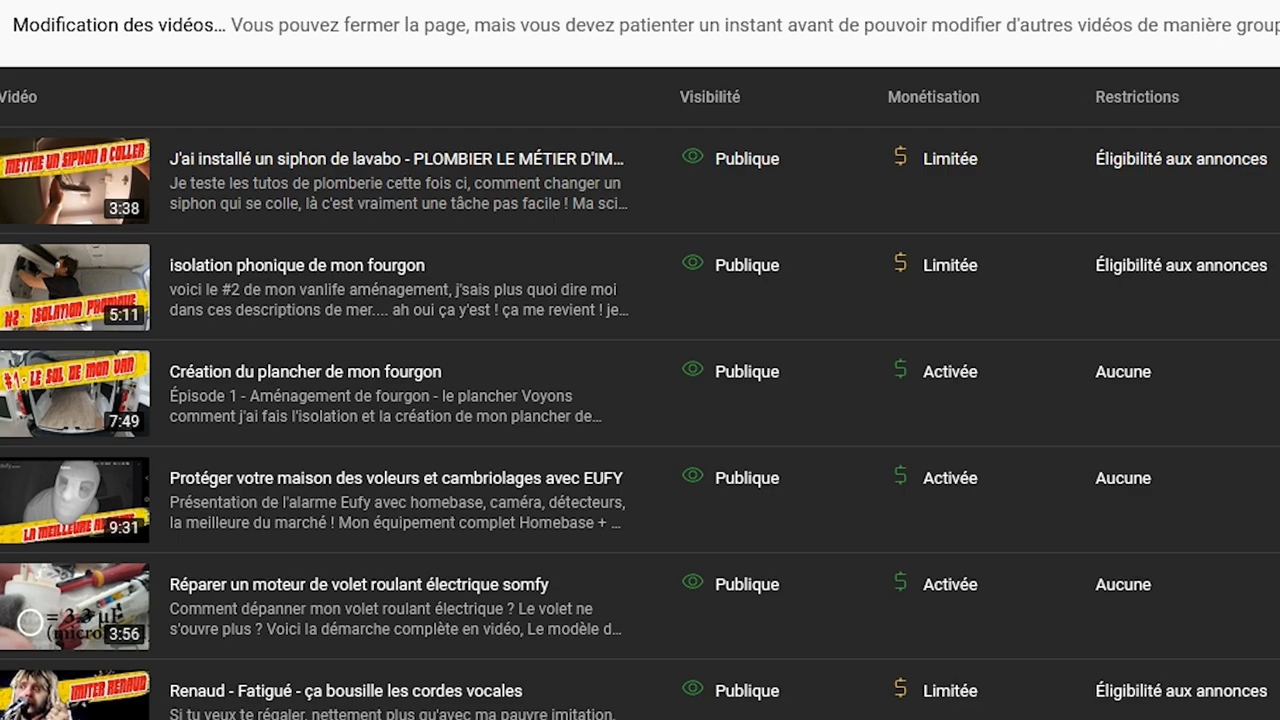 Modification des vidéos... Vous pouvez fermer la page, mais vous devez patienter un instant avant de pouvoir modifier d'autres vidéos de manière group
Vidéo Visibilité Monétisation Restrictions
METTRE UN SIPHON A COLLER
3:38
J'ai installé un siphon de lavabo - PLOMBIER LE MÉTIER D'IM...
Je teste les tutos de plomberie cette fois ci, comment changer un
siphon qui se colle, là c'est vraiment une tâche pas facile ! Ma sci...
Publique Limitée Éligibilité aux annonces
#2 - ISOLATION PHONIQUE
5:11
isolation phonique de mon fourgon
voici le #2 de mon vanlife aménagement, j'sais plus quoi dire moi
dans ces descriptions de mer.... ah oui ça y'est ! ça me revient ! je...
Publique Limitée Éligibilité aux annonces
#1 - LE SOL DE MON VAN
7:49
Création du plancher de mon fourgon
Épisode 1 - Aménagement de fourgon - le plancher Voyons
comment j'ai fais l'isolation et la création de mon plancher de...
Publique Activée Aucune
LA MEILLEURE
9:31
Protéger votre maison des voleurs et cambriolages avec EUFY
Présentation de l'alarme Eufy avec homebase, caméra, détecteurs,
la meilleure du marché ! Mon équipement complet Homebase + ...
Publique Activée Aucune
= 3.3 µF
(micro
3:56
Réparer un moteur de volet roulant électrique somfy
Comment dépanner mon volet roulant électrique ? Le volet ne
s'ouvre plus ? Voici la démarche complète en vidéo, Le modèle d...
Publique Activée Aucune
IMITER RENAUD
Renaud - Fatigué - ça bousille les cordes vocales
Si tu veux te régaler, nettement plus qu'avec ma pauvre imitation,
Publique Limitée Éligibilité aux annonces